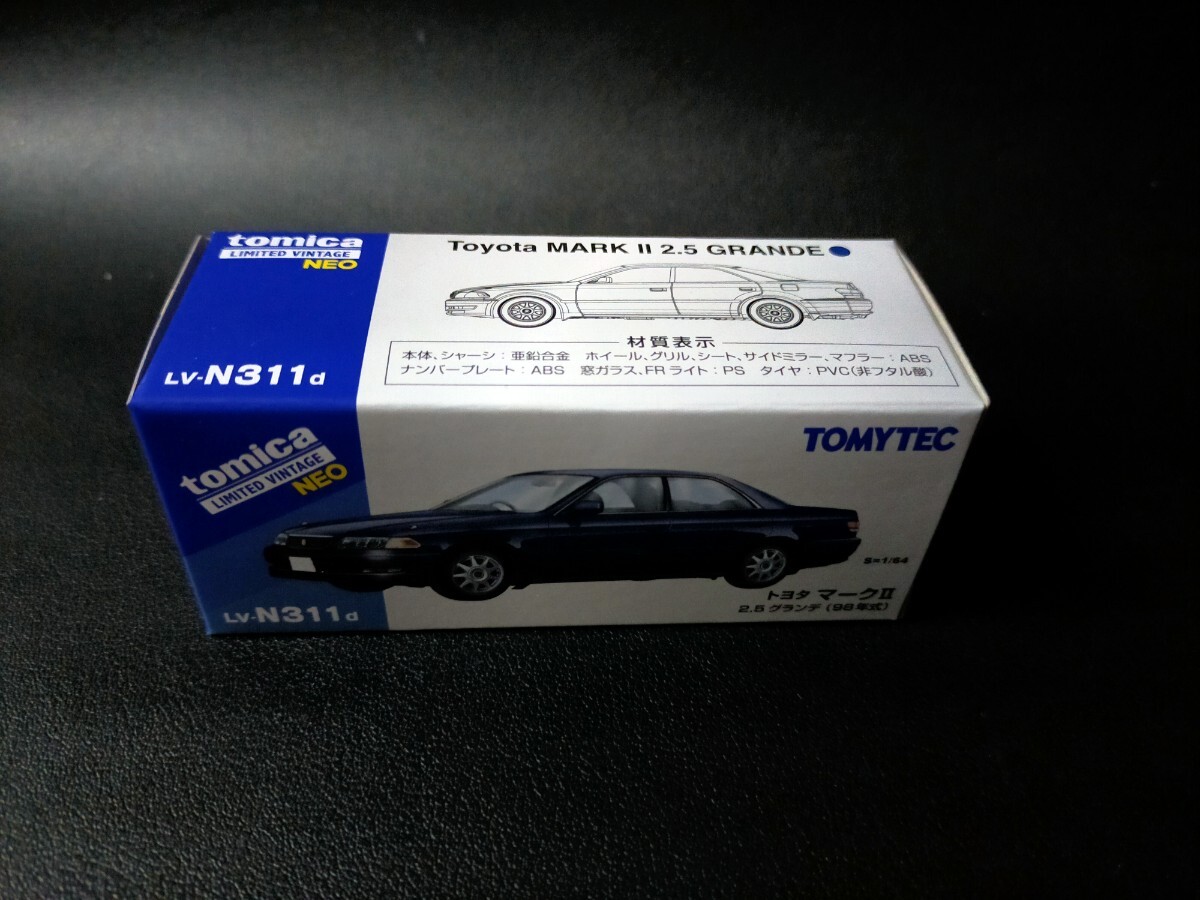 tomica
LIMITED VINTAGE
NEO
LV-N311d
Toyota MARK II 2.5 GRANDE
材質表示
本体、シャーシ：亜鉛合金　ホイール、グリル、シート、サイドミラー、マフラー：ABS
ナンバープレート：ABS　窓ガラス、FRライト：PS　タイヤ：PVC（非フタル酸）
tomica
LIMITED VINTAGE
NEO
LV-N311d
TOMYTEC
S=1/64
トヨタ マークII
2.5 グランデ（98年式）